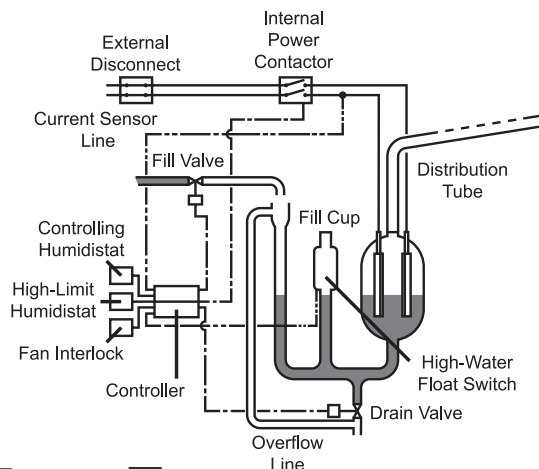 Internal
Power
Contactor
External
Disconnect
Current Sensor
Line
Fill Valve
Distribution
Tube
Fill Cup
Controlling
Humidistat
High-Limit
Humidistat
Fan Interlock
Controller
High-Water
Float Switch
Drain Valve
Overflow
Line